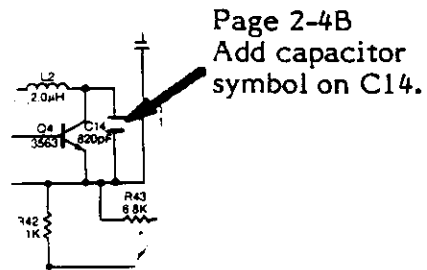 Page 2-4B
Add capacitor
symbol on C14.
L2
2.0µH
Q4
3563
C14
820pF
R43
6.8K
R42
1K